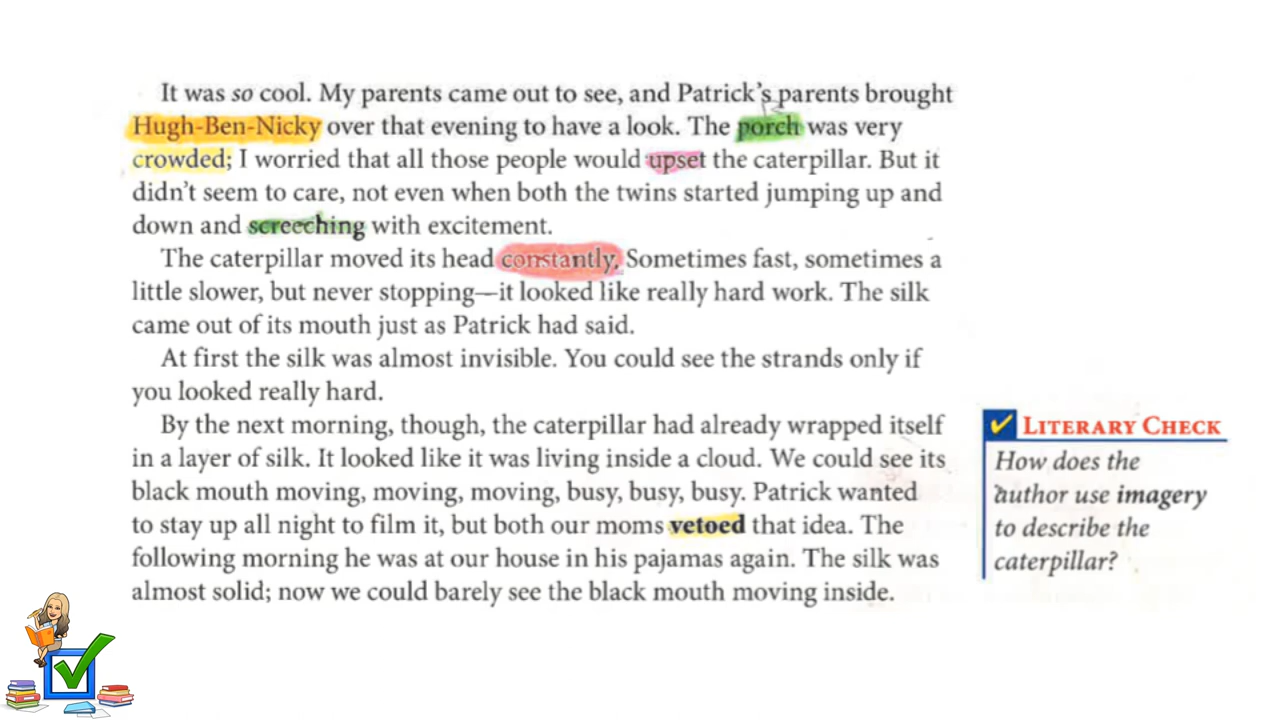 It was so cool. My parents came out to see, and Patrick's parents brought
Hugh-Ben-Nicky over that evening to have a look. The porch was very
crowded; I worried that all those people would upset the caterpillar. But it
didn't seem to care, not even when both the twins started jumping up and
down and screeching with excitement.
The caterpillar moved its head constantly. Sometimes fast, sometimes a
little slower, but never stopping—it looked like really hard work. The silk
came out of its mouth just as Patrick had said.
At first the silk was almost invisible. You could see the strands only if
you looked really hard.
By the next morning, though, the caterpillar had already wrapped itself
in a layer of silk. It looked like it was living inside a cloud. We could see its
black mouth moving, moving, moving, busy, busy, busy. Patrick wanted
to stay up all night to film it, but both our moms vetoed that idea. The
following morning he was at our house in his pajamas again. The silk was
almost solid; now we could barely see the black mouth moving inside.
LITERARY CHECK
How does the
author use imagery
to describe the
caterpillar?